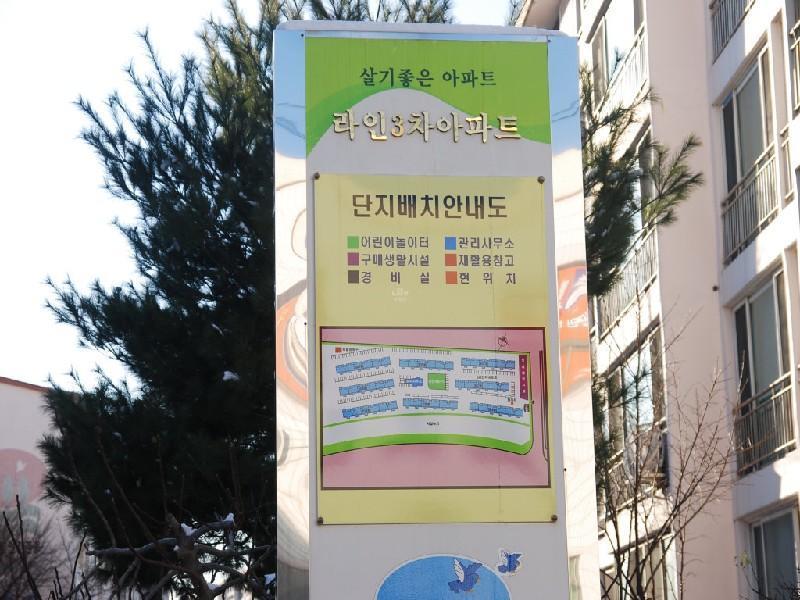 살기좋은 아파트
라인3차아파트
단지배치안내도
어린이놀이터 관리사무소
구매생활시설 재활용창고
경비실 현위치